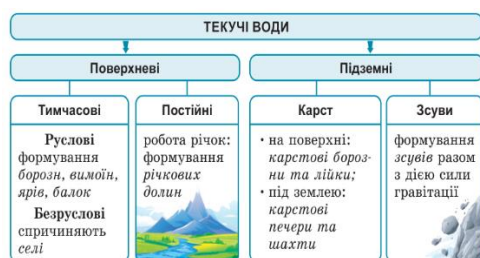 ТЕКУЧІ ВОДИ
Поверхневі
Підземні
Тимчасові
Руслові
формування
борозн, вимоїн,
ярів, балок
Безруслові
спричиняють
селі
Постійні
робота річок:
формування
річкових
долин
Карст
• на поверхні:
карстові бороз-
ни та лійки;
• під землею:
карстові
печери та
шахти
Зсуви
формування
зсувів разом
з дією сили
гравітації